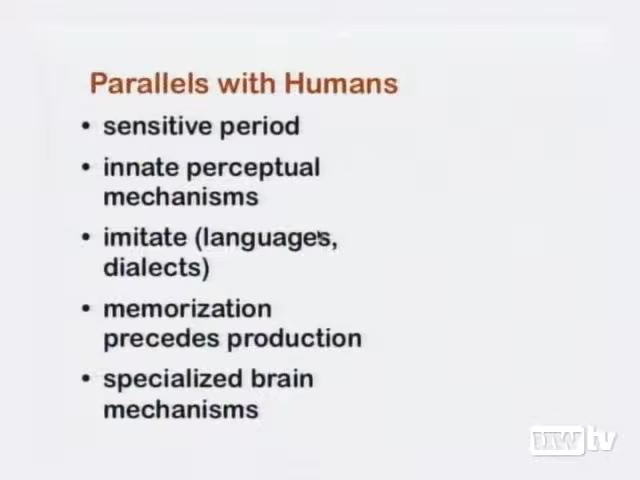 Parallels with Humans
• sensitive period
• innate perceptual
mechanisms
• imitate (languages,
dialects)
• memorization
precedes production
• specialized brain
mechanisms
UWtv